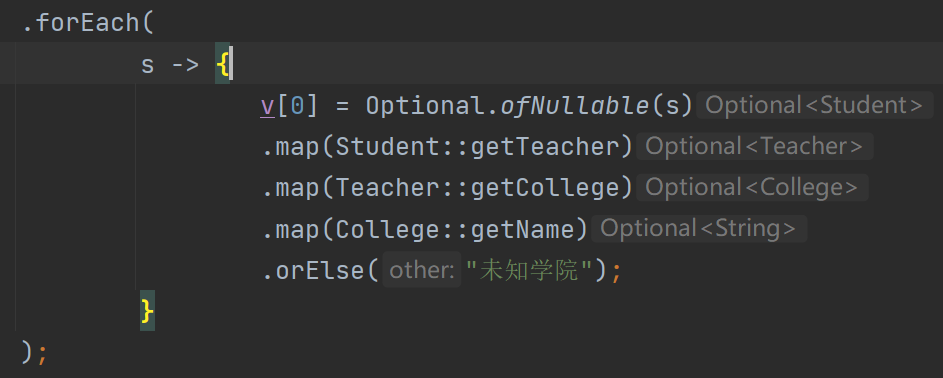 .forEach(
s -> {
v[0] = Optional.ofNullable(s) Optional<Student>
.map(Student::getTeacher) Optional<Teacher>
.map(Teacher::getCollege) Optional<College>
.map(College::getName) Optional<String>
.orElse( other: "未知学院");
}
);